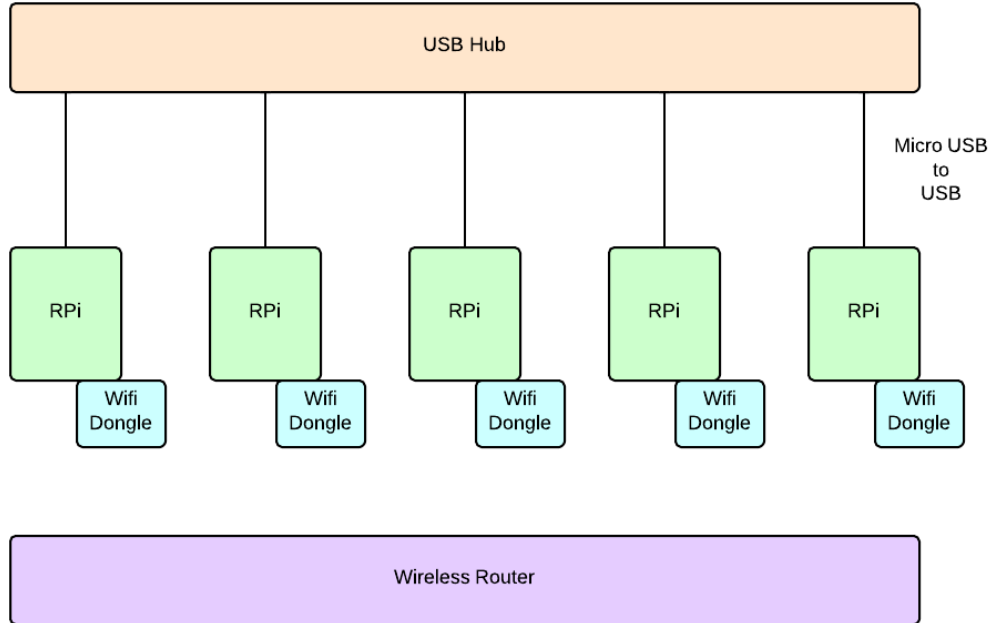 USB Hub
Micro USB
to
USB
RPi
RPi
RPi
RPi
RPi
Wifi
Dongle
Wifi
Dongle
Wifi
Dongle
Wifi
Dongle
Wifi
Dongle
Wireless Router